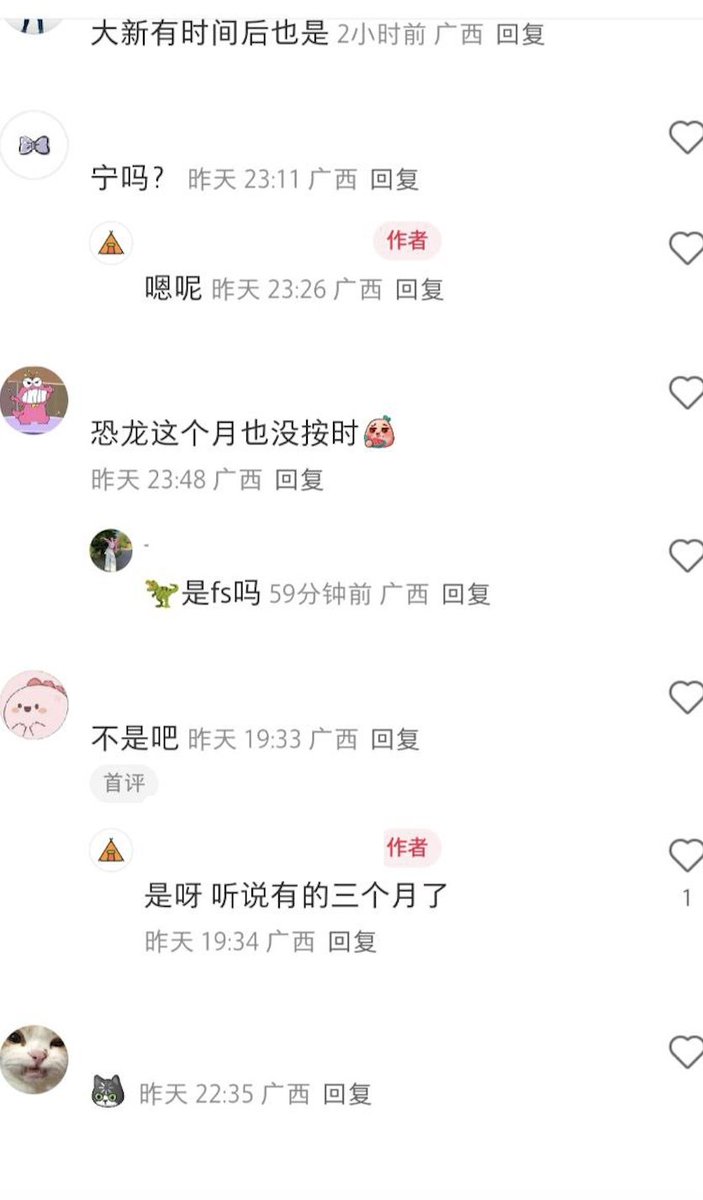 大新有时间后也是 2小时前 广西 回复
宁吗? 昨天 23:11 广西 回复
作者
嗯呢 昨天 23:26 广西 回复
恐龙这个月也没按时
昨天 23:48 广西 回复
-
🦖是fs吗 59分钟前 广西 回复
不是吧 昨天 19:33 广西 回复
首评
作者
是呀 听说有的三个月了
1
昨天 19:34 广西 回复
昨天 22:35 广西 回复